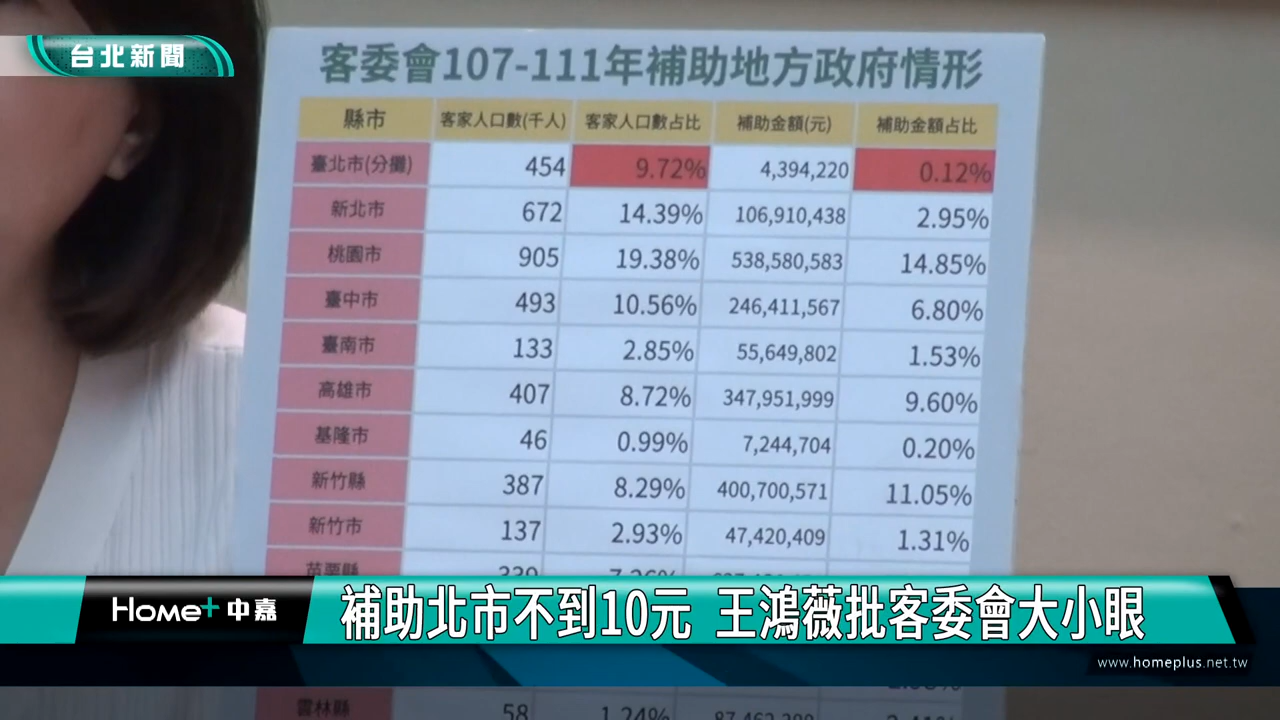 台北新聞
客委會107-111年補助地方政府情形
縣市 客家人口數(千人) 客家人口數占比 補助金額(元) 補助金額占比
臺北市(分攤) 454 9.72% 4,394,220 0.12%
新北市 672 14.39% 106,910,438 2.95%
桃園市 905 19.38% 538,580,583 14.85%
臺中市 493 10.56% 246,411,567 6.80%
臺南市 133 2.85% 55,649,802 1.53%
高雄市 407 8.72% 347,951,999 9.60%
基隆市 46 0.99% 7,244,704 0.20%
新竹縣 387 8.29% 400,700,571 11.05%
新竹市 137 2.93% 47,420,409 1.31%
苗栗縣 339 7.26%
Home+中嘉
補助北市不到10元 王鴻薇批客委會大小眼
www.homeplus.net.tw
雲林縣 58 1.24%